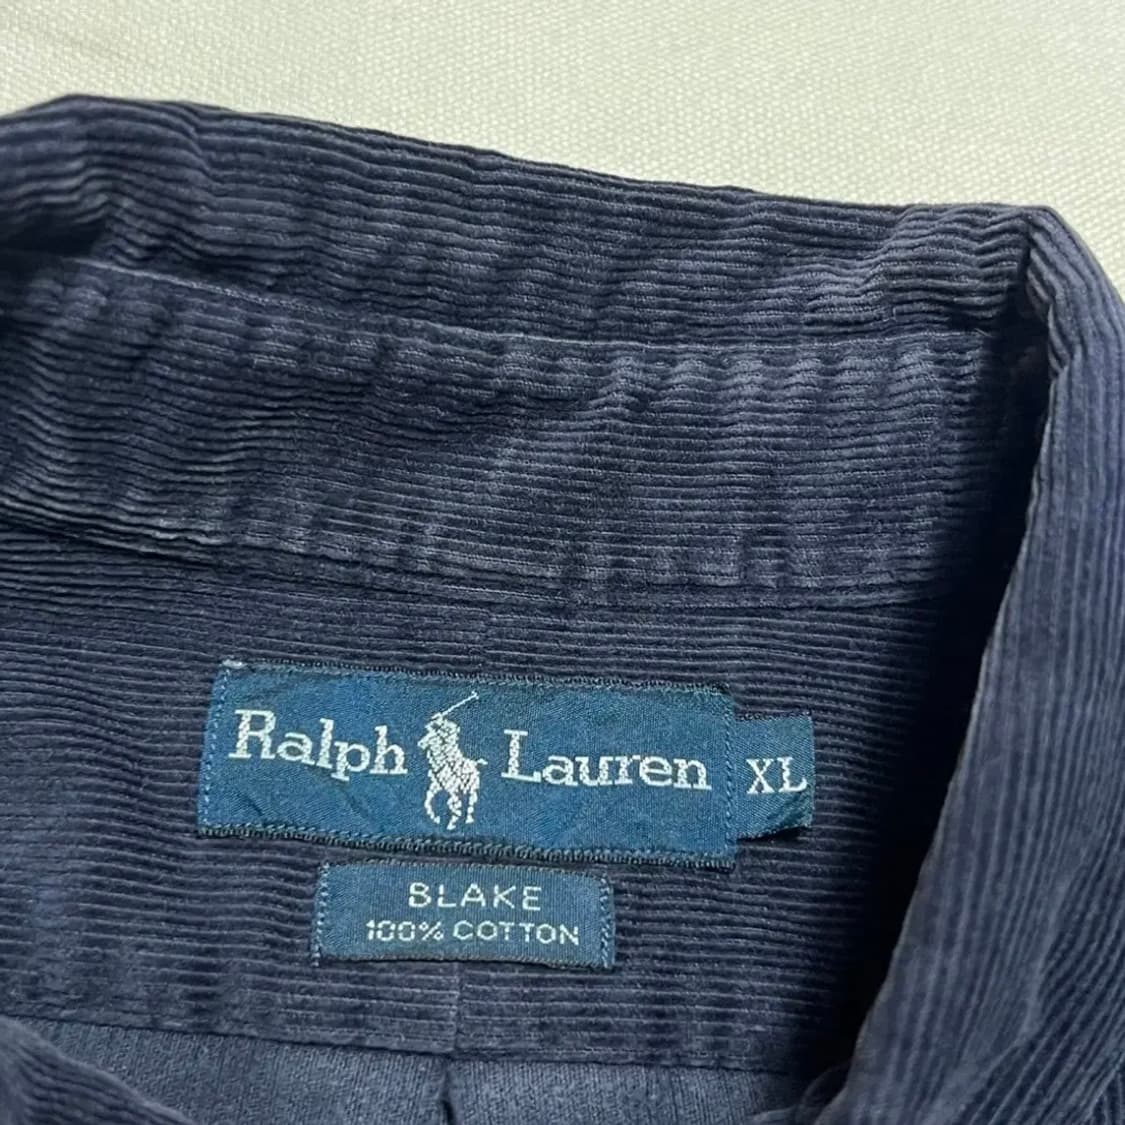 Ralph Lauren XL
BLAKE
100% COTTON